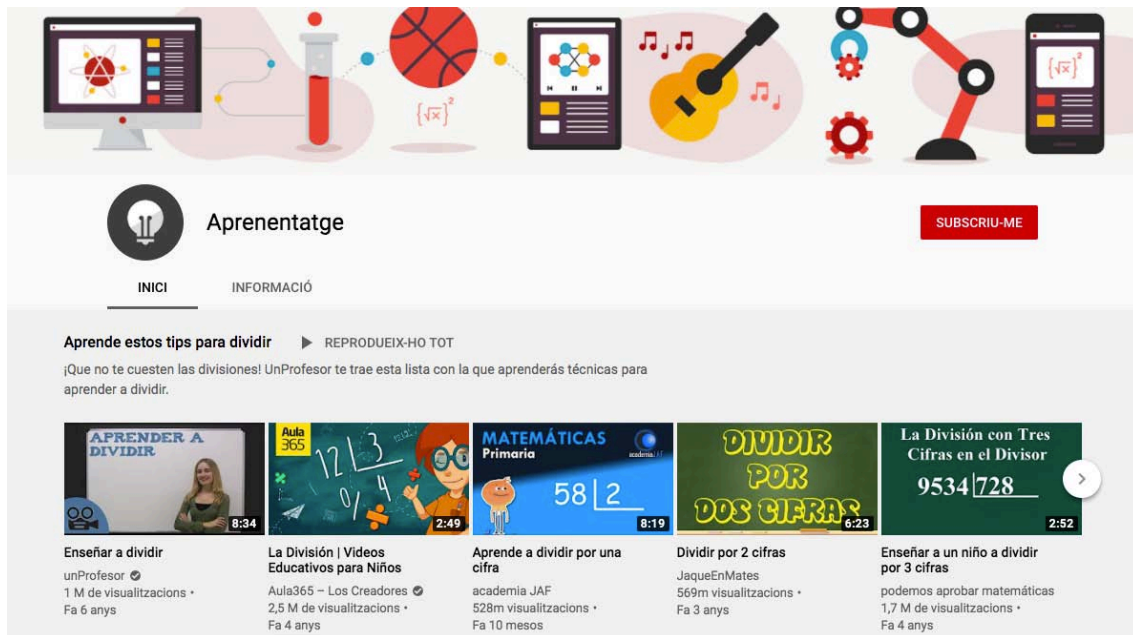 {√x}²
{√x}²
Aprenentatge
SUBSCRIU-ME
INICI
INFORMACIÓ
Aprende estos tips para dividir
REPRODUEIX-HO TOT
¡Que no te cuesten las divisiones! UnProfesor te trae esta lista con la que aprenderás técnicas para
aprender a dividir.
APRENDER A
DIVIDIR
8:34
Enseñar a dividir
unProfesor
1 M de visualitzacions •
Fa 6 anys
Aula
365
12 3
0 4
2:49
La División | Videos
Educativos para Niños
Aula365 – Los Creadores
2,5 M de visualitzacions •
Fa 4 anys
MATEMÁTICAS
Primaria
academia JAF
58 2
8:19
Aprende a dividir por una
cifra
academia JAF
528m visualitzacions •
Fa 10 mesos
DIVIDIR
POR
DOS CIFRAS
6:23
Dividir por 2 cifras
JaqueEnMates
569m visualitzacions •
Fa 3 anys
La División con Tres
Cifras en el Divisor
9534 728
2:52
Enseñar a un niño a dividir
por 3 cifras
podemos aprobar matemáticas
1,7 M de visualitzacions •
Fa 4 anys